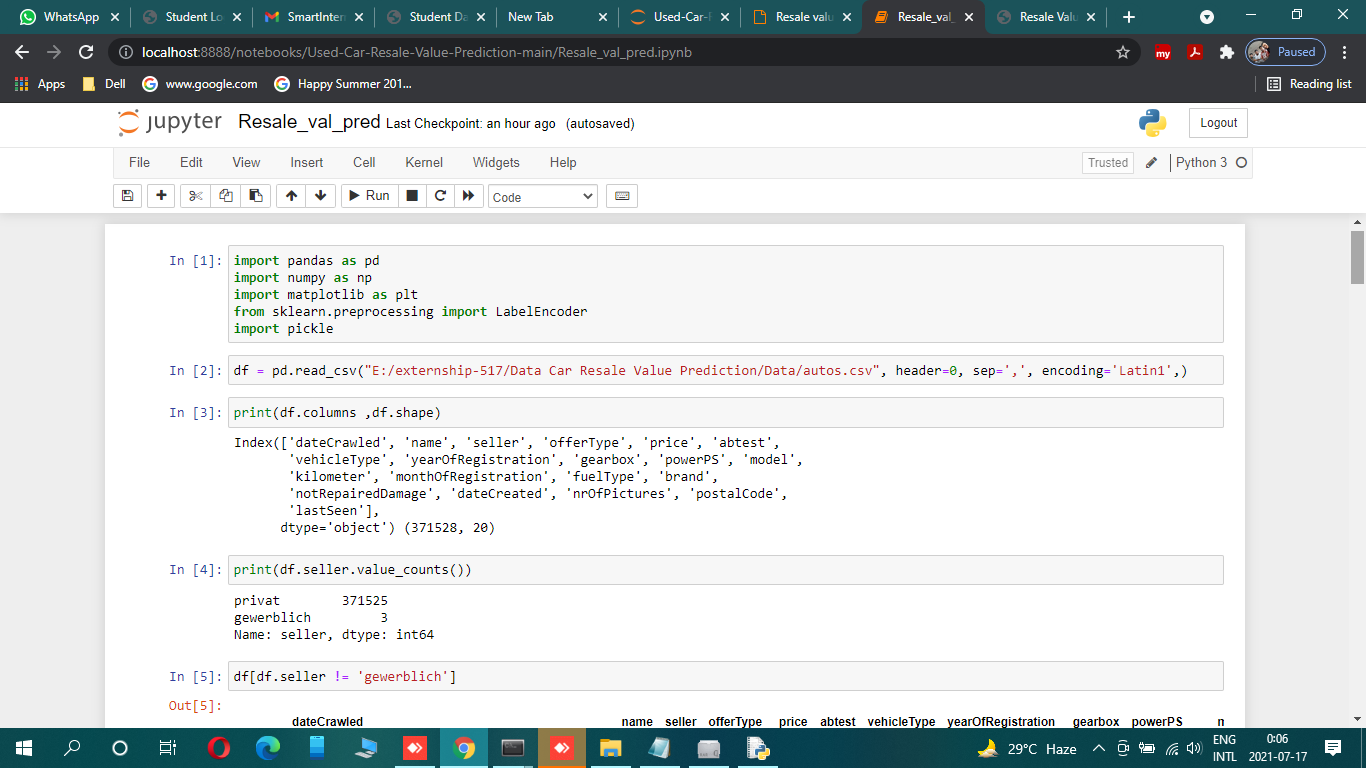 WhatsApp
Student Lo
SmartInter
Student Da
New Tab
Used-Car-
Resale valu
Resale_val_
Resale Valu
localhost:8888/notebooks/Used-Car-Resale-Value-Prediction-main/Resale_val_pred.ipynb
my
Paused
Apps
Dell
www.google.com
Happy Summer 201...
Reading list
jupyter Resale_val_pred Last Checkpoint: an hour ago (autosaved)
Logout
File Edit View Insert Cell Kernel Widgets Help
Trusted
Python 3
Run
Code
In [1]: import pandas as pd
import numpy as np
import matplotlib as plt
from sklearn.preprocessing import LabelEncoder
import pickle
In [2]: df = pd.read_csv("E:/externship-517/Data Car Resale Value Prediction/Data/autos.csv", header=0, sep=',', encoding='Latin1',)
In [3]: print(df.columns ,df.shape)
Index(['dateCrawled', 'name', 'seller', 'offerType', 'price', 'abtest',
'vehicleType', 'yearOfRegistration', 'gearbox', 'powerPS', 'model',
'kilometer', 'monthOfRegistration', 'fuelType', 'brand',
'notRepairedDamage', 'dateCreated', 'nrOfPictures', 'postalCode',
'lastSeen'],
dtype='object') (371528, 20)
In [4]: print(df.seller.value_counts())
privat 371525
gewerblich 3
Name: seller, dtype: int64
In [5]: df[df.seller != 'gewerblich']
Out[5]:
dateCrawled name seller offerType price abtest vehicleType yearOfRegistration gearbox powerPS n
29°C Haze
ENG
INTL
0:06
2021-07-17